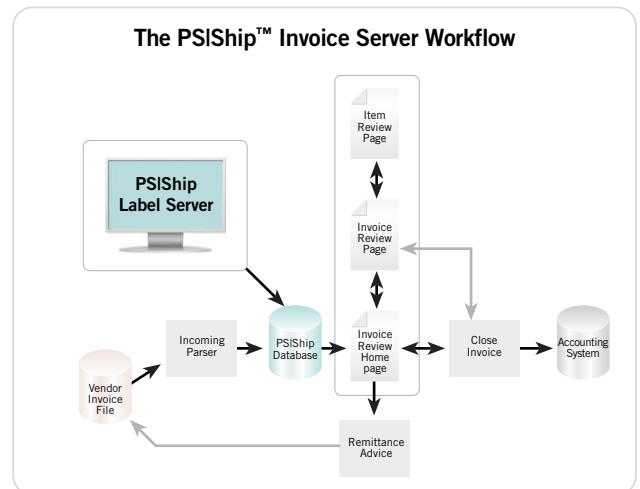 The PS|Ship™ Invoice Server Workflow
Item
Review
Page
PS|Ship
Label Server
Invoice
Review
Page
Incoming
Parser
PS|Ship
Database
Invoice
Review
Home
page
Close
Invoice
Accounting
System
Vendor
Invoice
File
Remittance
Advice